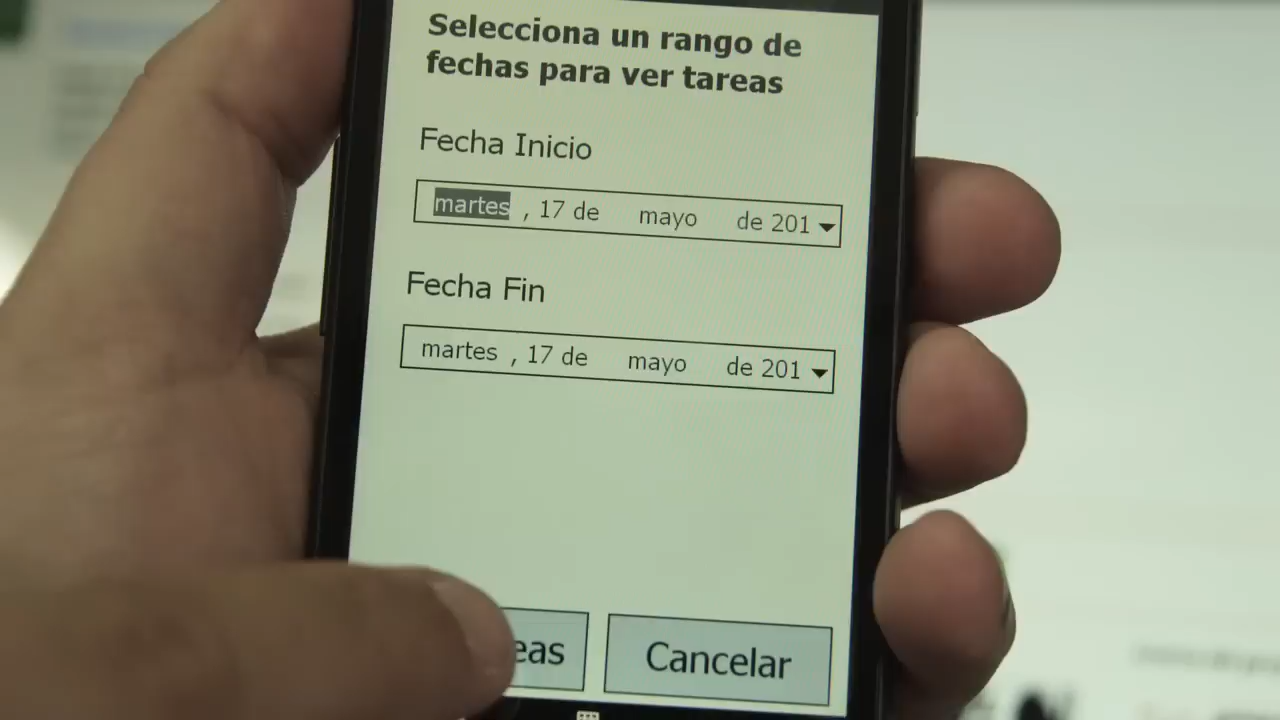 Selecciona un rango de
fechas para ver tareas
Fecha Inicio
martes , 17 de mayo de 201
Fecha Fin
martes , 17 de mayo de 201
eas Cancelar